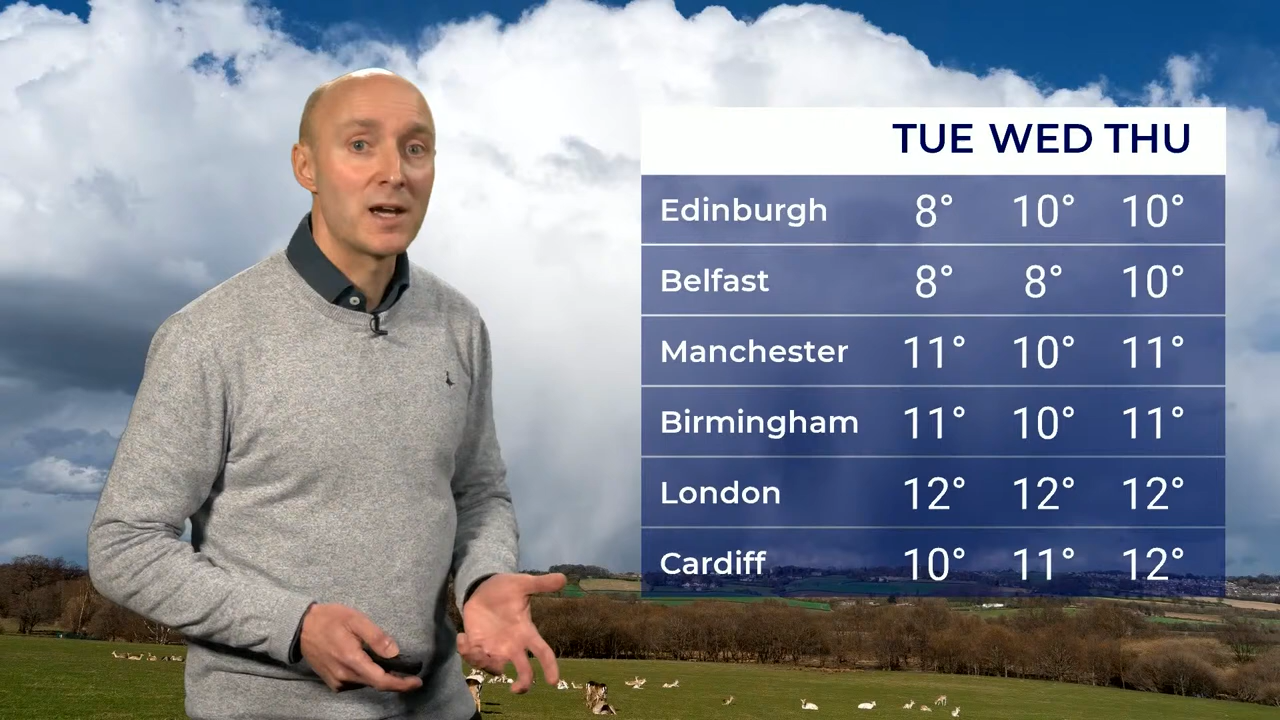 TUE WED THU
Edinburgh 8° 10° 10°
Belfast 8° 8° 10°
Manchester 11° 10° 11°
Birmingham 11° 10° 11°
London 12° 12° 12°
Cardiff 10° 11° 12°